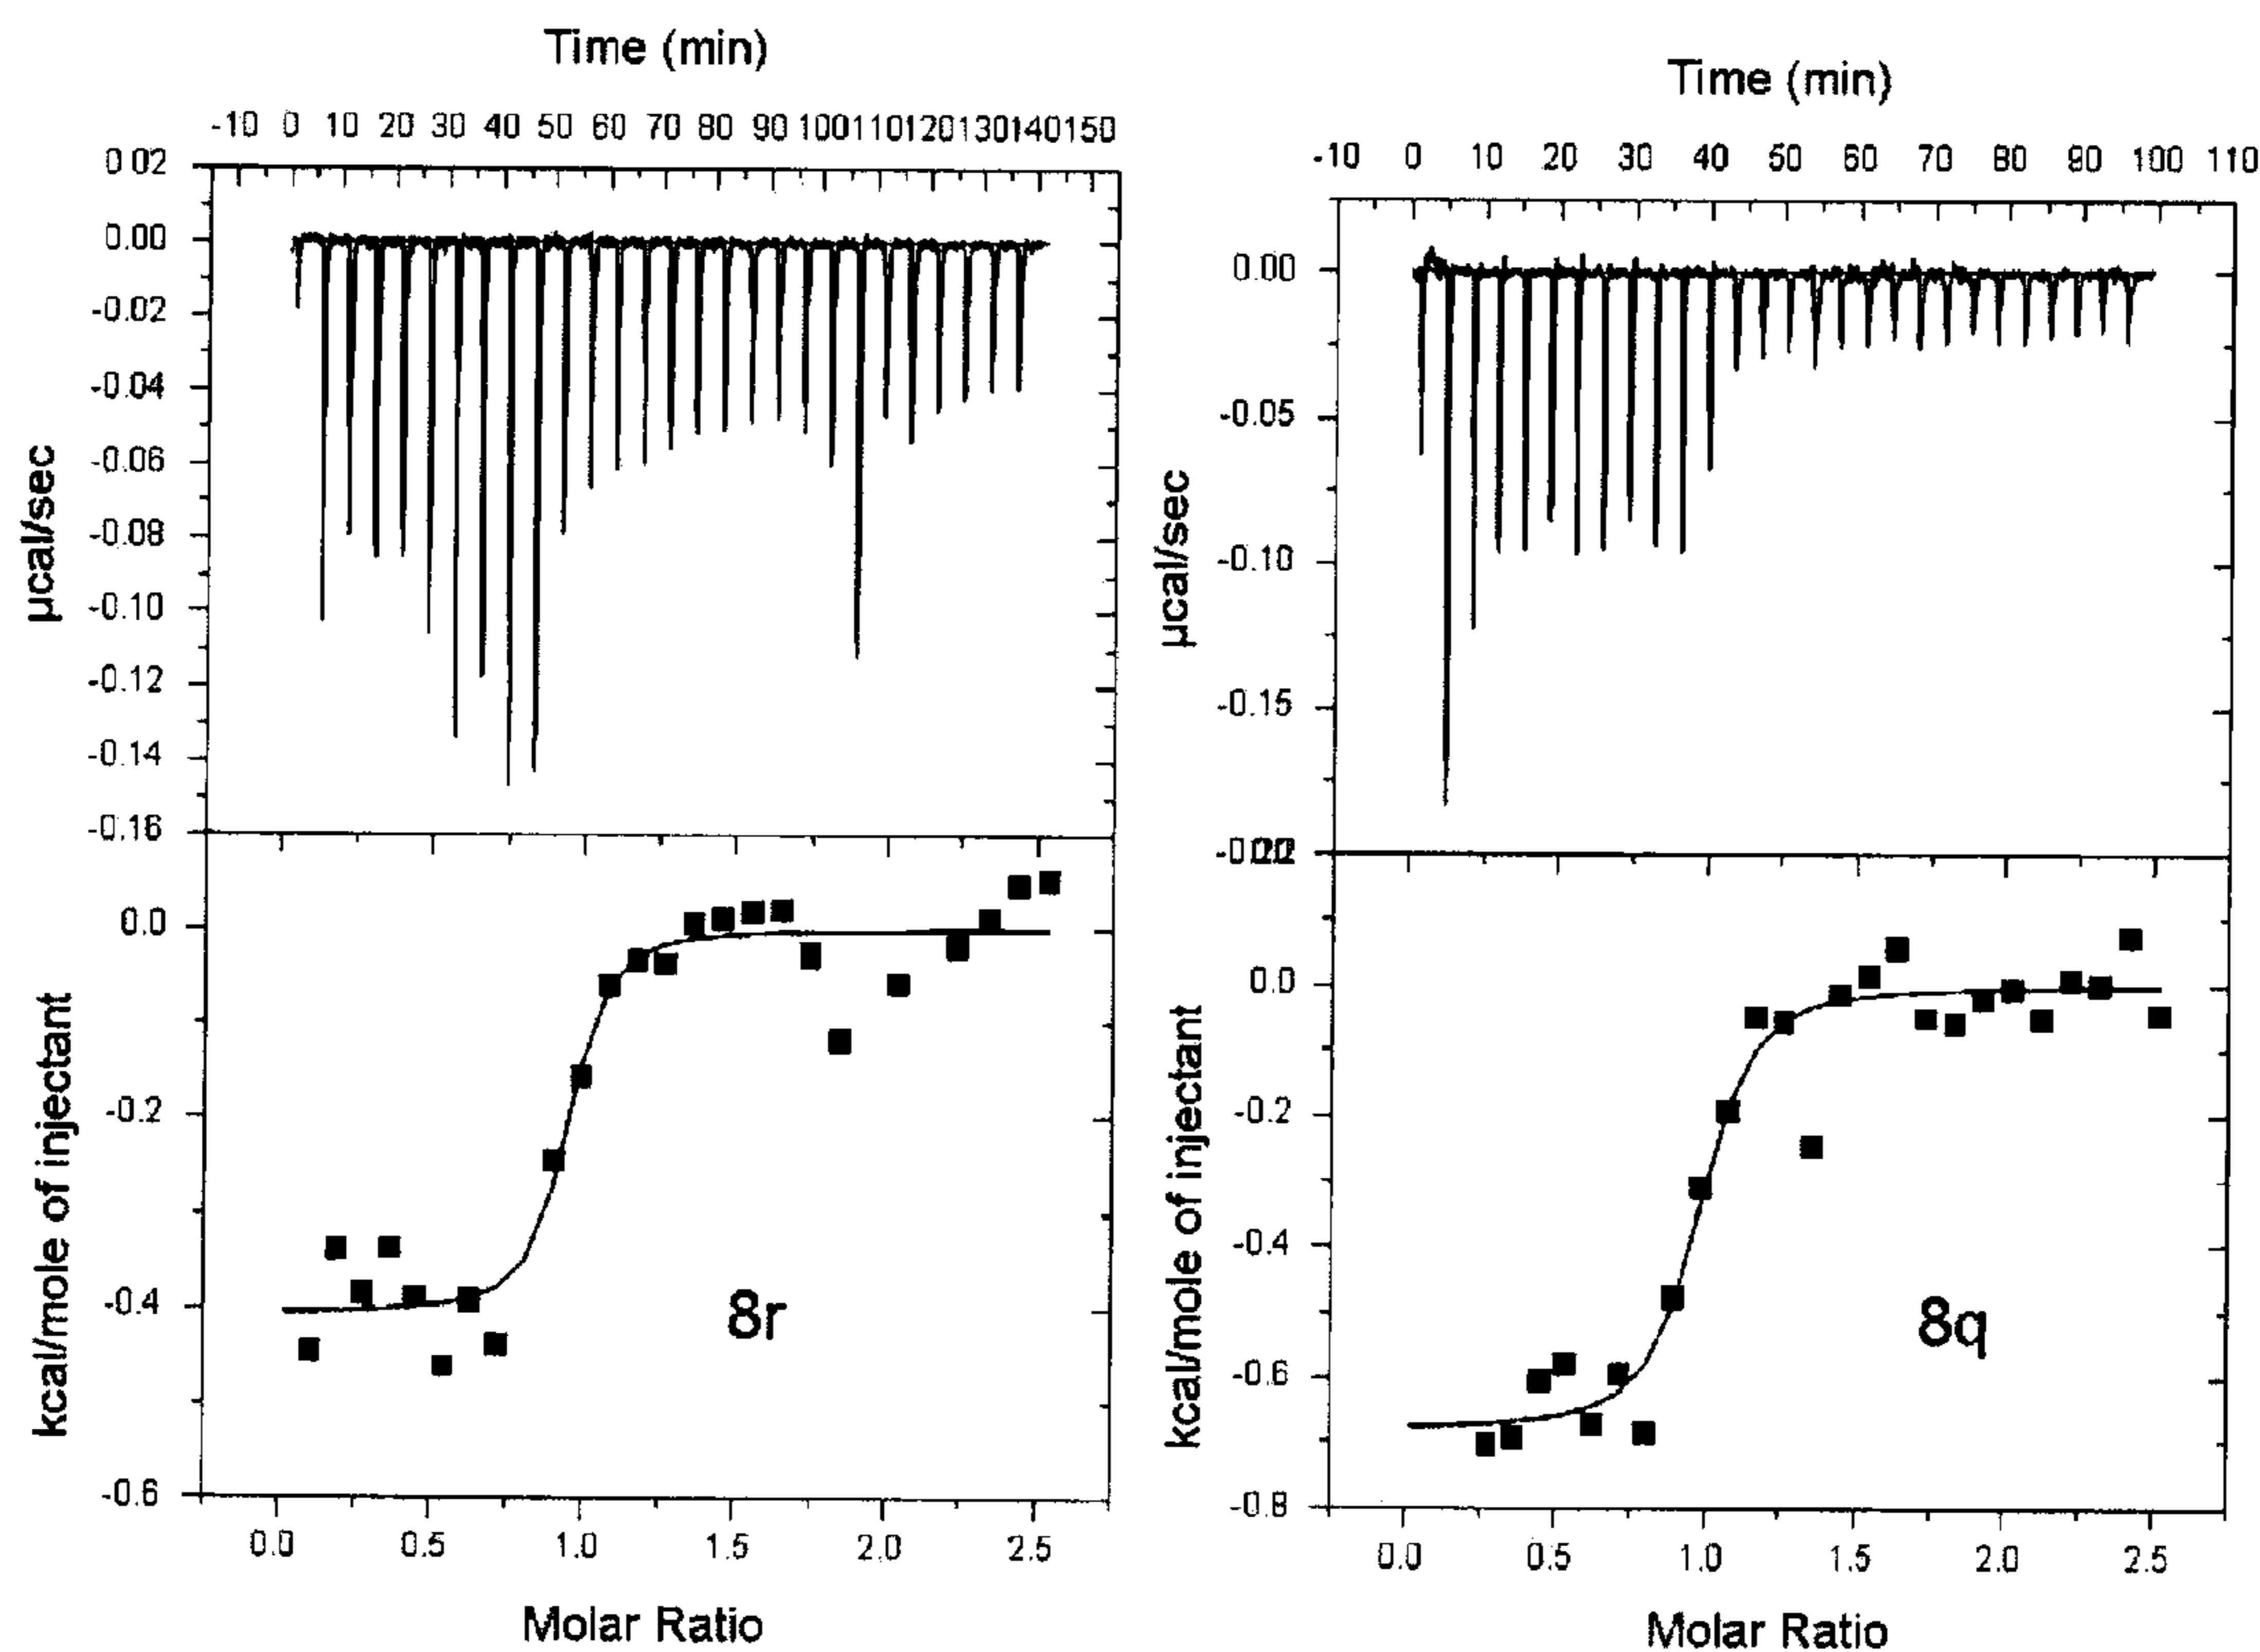 Time (min)
-10 0 10 20 30 40 50 60 70 80 90 100 110 120 130 140 150
0.02
0.00
-0.02
-0.04
-0.06
-0.08
-0.10
-0.12
-0.14
-0.16
µcal/sec
0.0
-0.2
-0.4
-0.6
kcal/mole of injectant
8r
0.0 0.5 1.0 1.5 2.0 2.5
Molar Ratio
Time (min)
-10 0 10 20 30 40 50 60 70 80 90 100 110
0.00
-0.05
-0.10
-0.15
µcal/sec
0.0
-0.2
-0.4
-0.6
-0.8
kcal/mole of injectant
8q
0.0 0.5 1.0 1.5 2.0 2.5
Molar Ratio